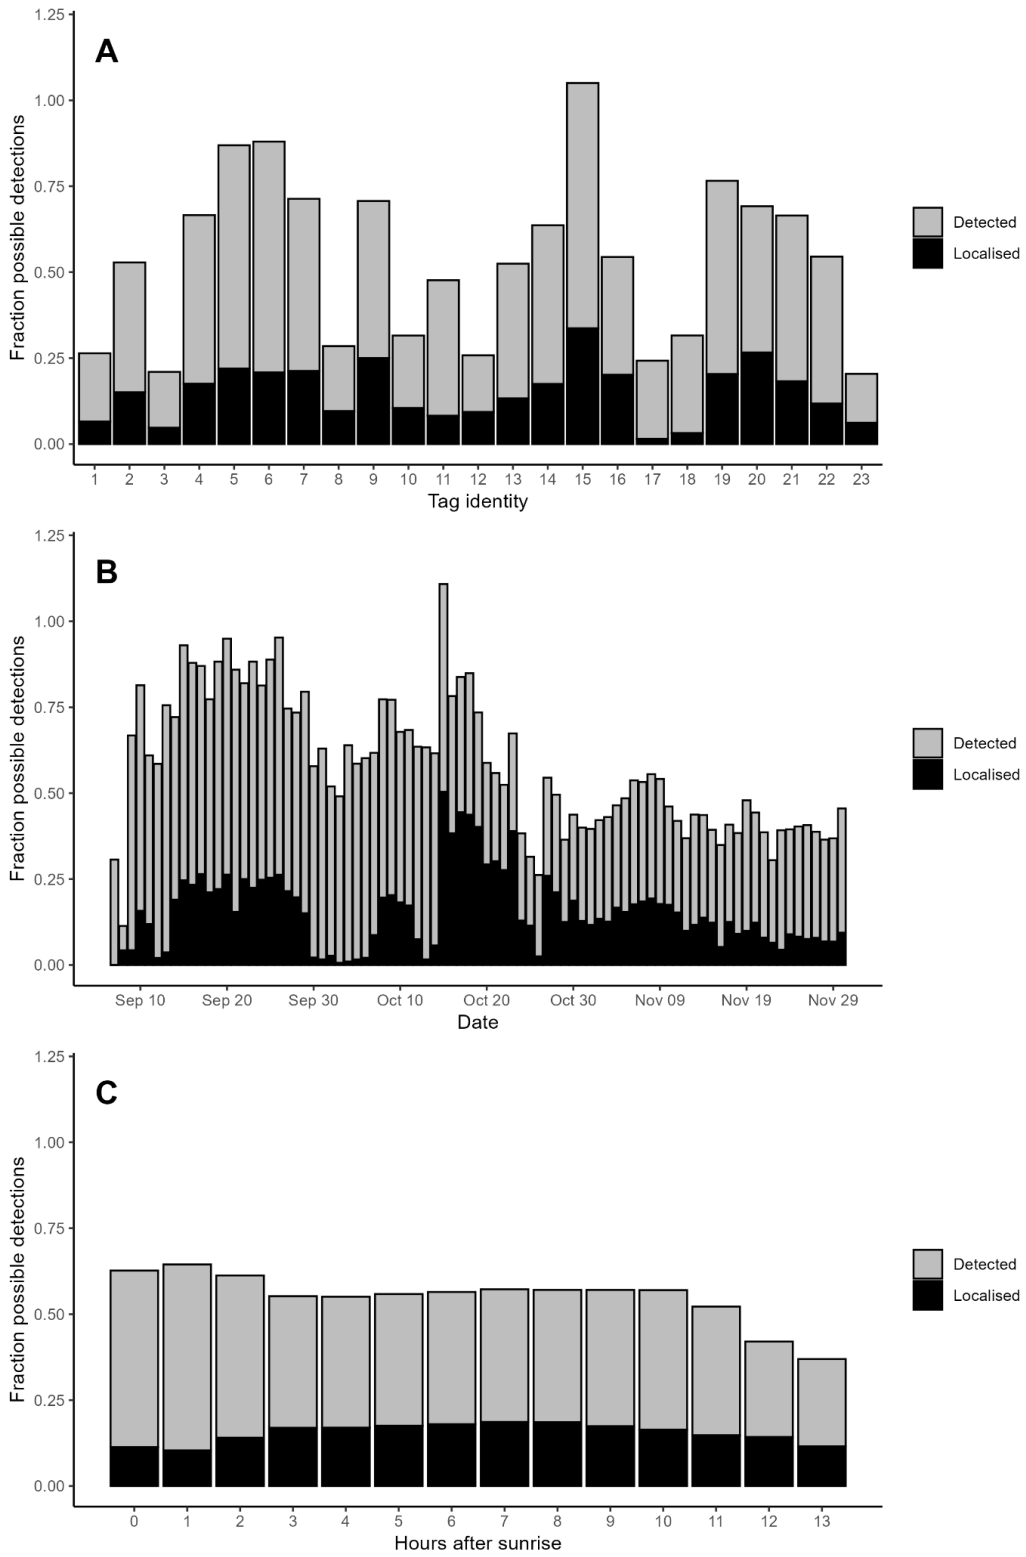 A
Fraction possible detections
1.25
1.00
0.75
0.50
0.25
0.00
1 2 3 4 5 6 7 8 9 10 11 12 13 14 15 16 17 18 19 20 21 22 23
Tag identity
Detected
Localised
B
Fraction possible detections
1.25
1.00
0.75
0.50
0.25
0.00
Sep 10 Sep 20 Sep 30 Oct 10 Oct 20 Oct 30 Nov 09 Nov 19 Nov 29
Date
Detected
Localised
C
Fraction possible detections
1.25
1.00
0.75
0.50
0.25
0.00
0 1 2 3 4 5 6 7 8 9 10 11 12 13
Hours after sunrise
Detected
Localised